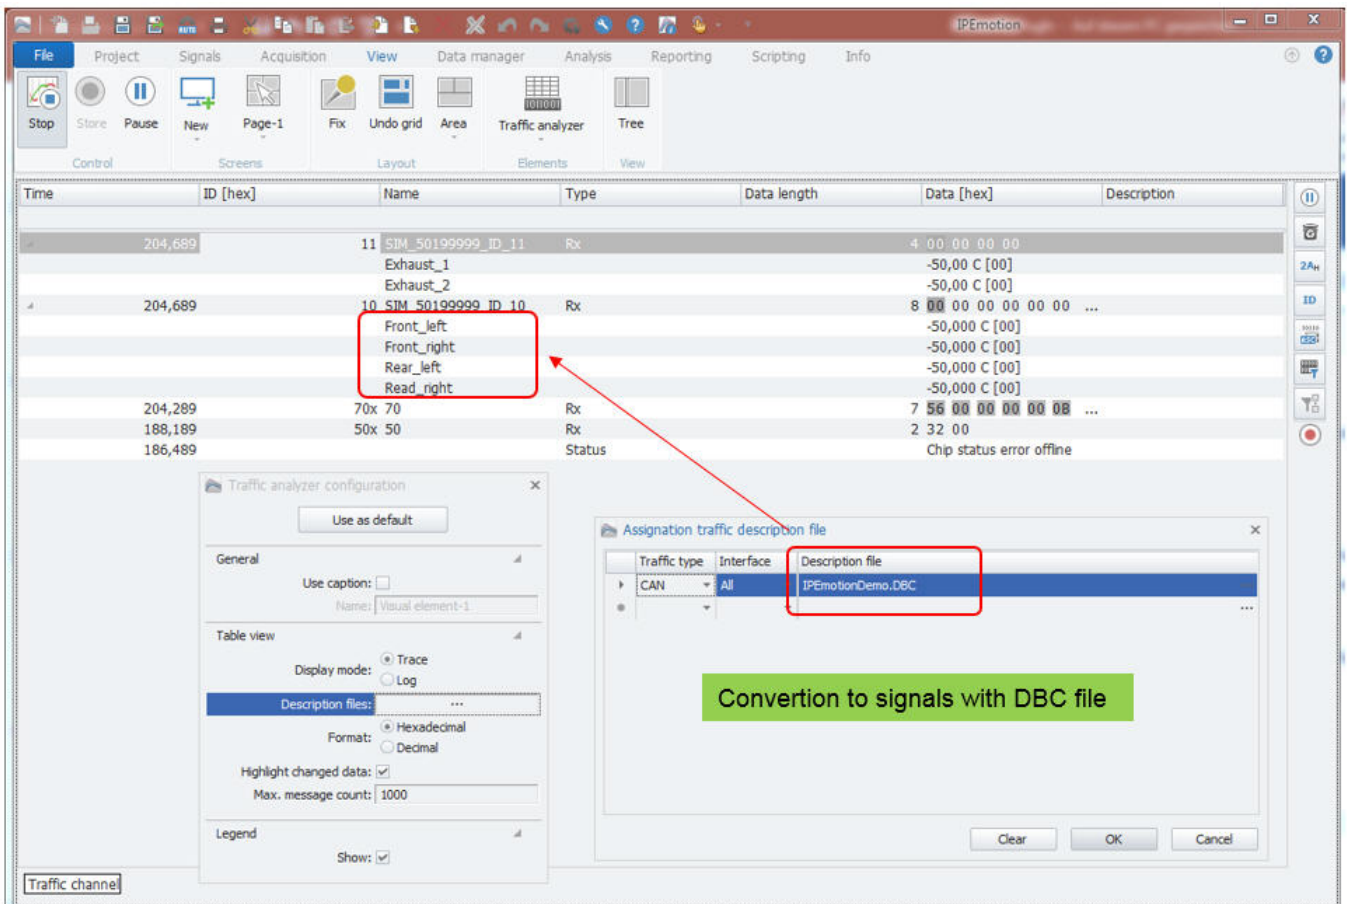 IPEmotion
File Project Signals Acquisition View Data manager Analysis Reporting Scripting Info
Stop Store Pause New Page-1 Fix Undo grid Area Traffic analyzer Tree
Control Screens Layout Elements View
Time ID [hex] Name Type Data length Data [hex] Description
204,689 11 SIM_50199999_ID_11 Rx 4 00 00 00 00
Exhaust_1 -50,00 C [00]
Exhaust_2 -50,00 C [00]
204,689 10 SIM_50199999_ID_10 Rx 8 00 00 00 00 00 00 00 ...
Front_left -50,000 C [00]
Front_right -50,000 C [00]
Rear_left -50,000 C [00]
Read_right -50,000 C [00]
204,289 70x 70 Rx 7 56 00 00 00 00 0B ...
188,189 50x 50 Rx 2 32 00
186,489 Status Chip status error offline
2AH
ID
Traffic analyzer configuration
Use as default
General
Use caption:
Name: Visual element-1
Table view
Display mode: Trace
Log
Description files: ...
Format: Hexadecimal
Decimal
Highlight changed data:
Max. message count: 1000
Legend
Show:
Assignation traffic description file
Traffic type Interface Description file
CAN All IPEmotionDemo.DBC
...
Convertion to signals with DBC file
Clear OK Cancel
Traffic channel